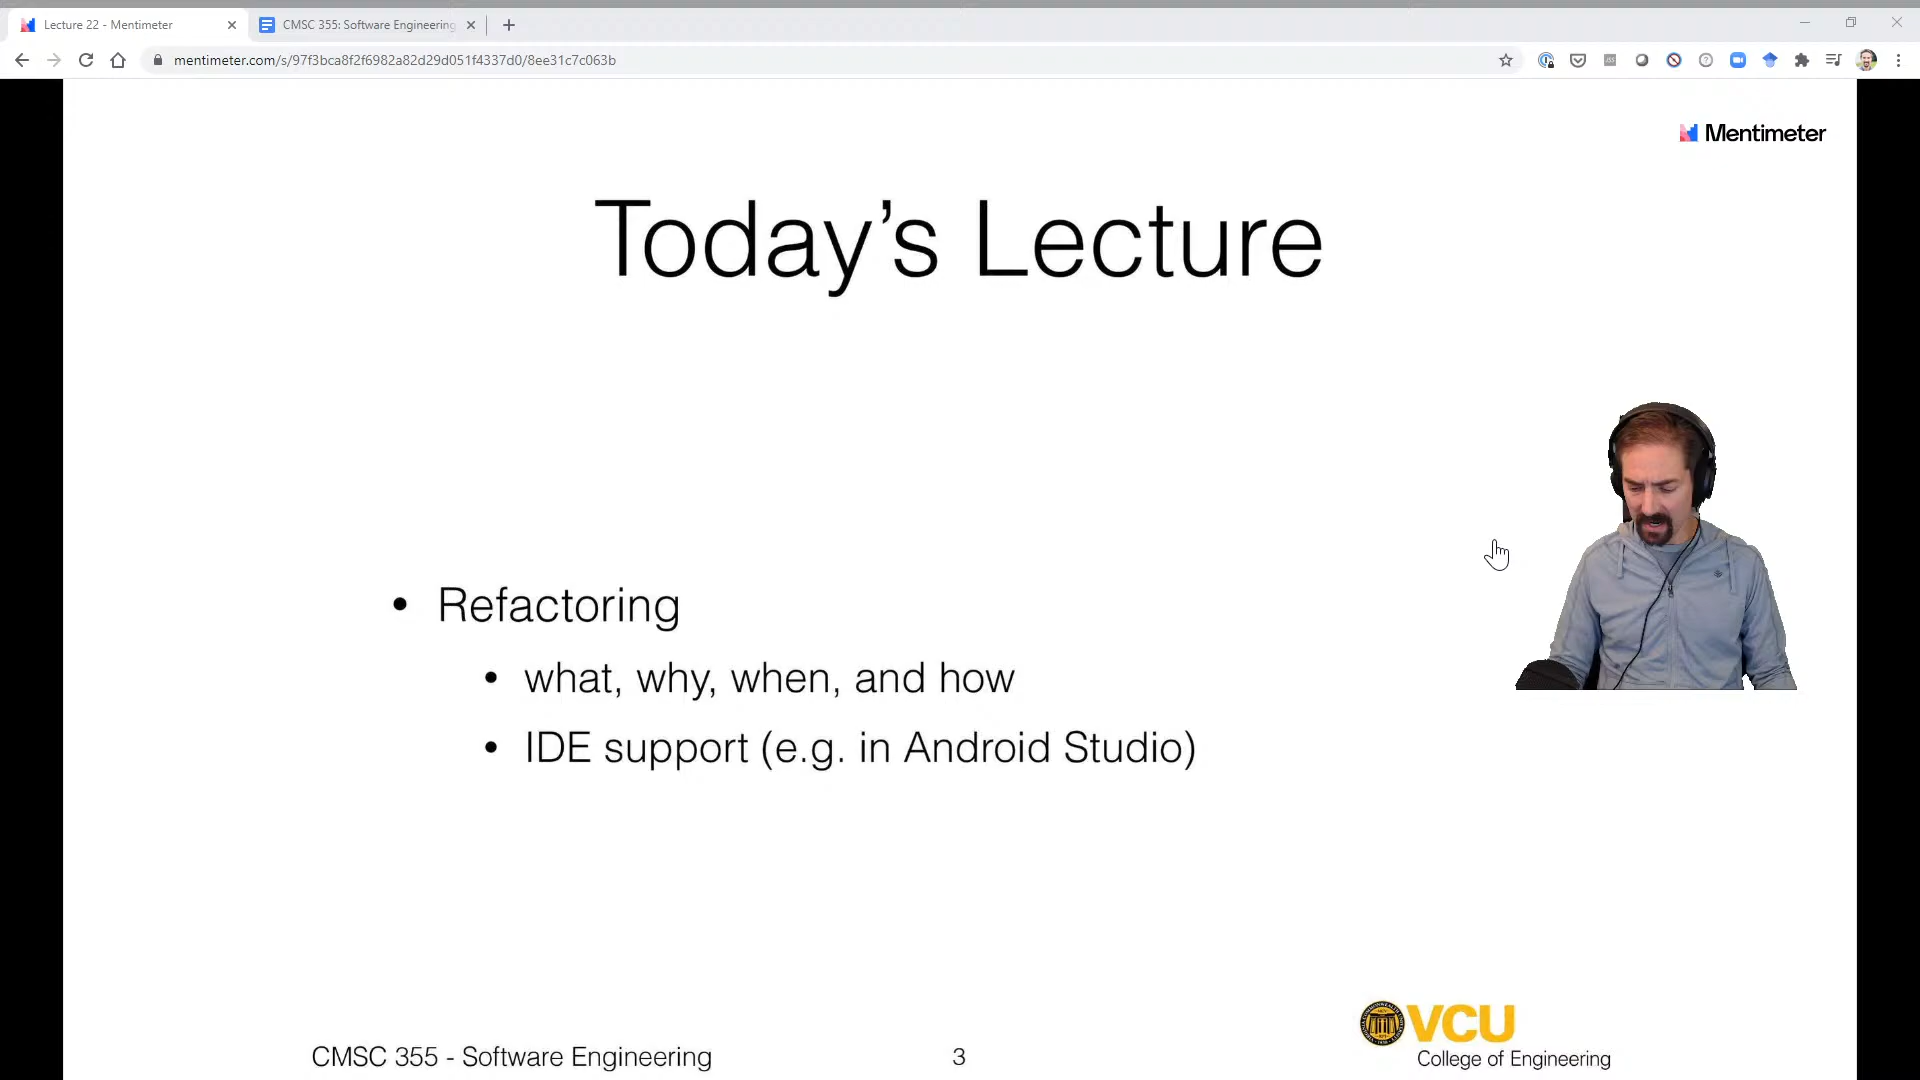 Lecture 22 - Mentimeter
CMSC 355: Software Engineering
mentimeter.com/s/97f3bca8f2f6982a82d29d051f4337d0/8ee31c7c063b
Mentimeter
Today's Lecture
• Refactoring
• what, why, when, and how
• IDE support (e.g. in Android Studio)
CMSC 355 - Software Engineering
3
VCU
College of Engineering